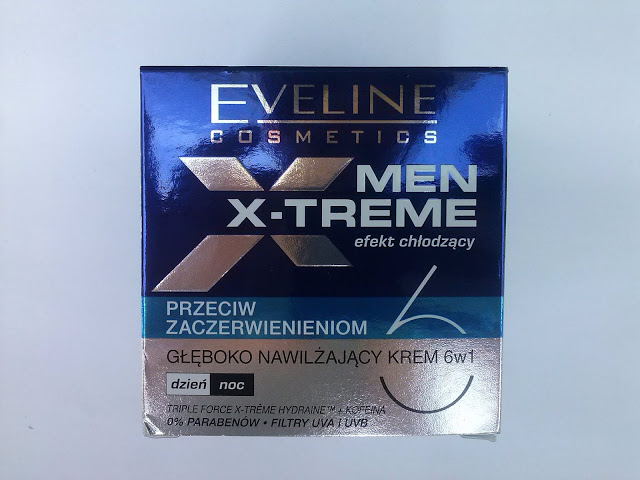 EVELINE
COSMETICS
MEN
X-TREME
efekt chłodzący
PRZECIW
ZACZERWIENIENIOM
6
GŁĘBOKO NAWILŻAJĄCY KREM 6w1
dzień noc
TRIPLE FORCE X-TRÊME HYDRAINE™ + KOFEINA
0% PARABENÓW • FILTRY UVA I UVB